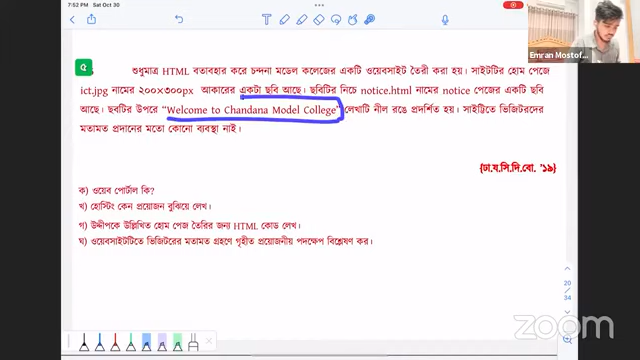 7:52 PM Sat Oct 30
৫.
শুধুমাত্র HTML ব্যবহার করে চন্দনা মডেল কলেজের একটি ওয়েবসাইট তৈরী করা হয়। সাইটটির হোম পেজে
ict.jpg নামের ২০০×৩০০px আকারের একটা ছবি আছে। ছবিটির নিচে notice.html নামের notice পেজের একটি ছবি
আছে। ছবটির উপরে “Welcome to Chandana Model College” লেখাটি নীল রঙে প্রদর্শিত হয়। সাইট্টিতে ভিজিটরদের
মতামত প্রদানের মতো কোনো ব্যবস্থা নাই।
{ঢা.য.সি.দি.বো. '১৯}
ক) ওয়েব পোর্টাল কি?
খ) হোস্টিং কেন প্রয়োজন বুঝিয়ে লেখ।
গ) উদ্দীপকে উল্লিখিত হোম পেজ তৈরির জন্য HTML কোড লেখ।
ঘ) ওয়েবসাইটটিতে ভিজিটরের মতামত গ্রহণে গৃহীত প্রয়োজনীয় পদক্ষেপ বিশ্লেষণ কর।
Emran Mostof...
20
34
zoom